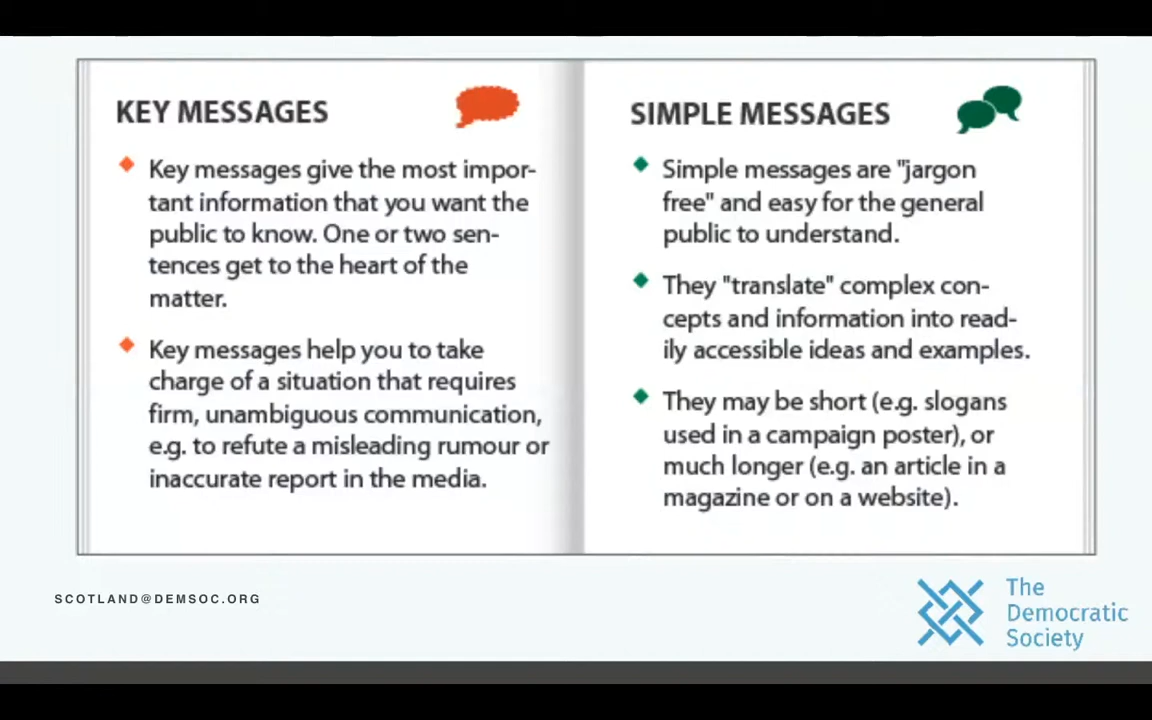 KEY MESSAGES
Key messages give the most impor-
tant information that you want the
public to know. One or two sen-
tences get to the heart of the
matter.
Key messages help you to take
charge of a situation that requires
firm, unambiguous communication,
e.g. to refute a misleading rumour or
inaccurate report in the media.
SIMPLE MESSAGES
Simple messages are "jargon
free" and easy for the general
public to understand.
They "translate" complex con-
cepts and information into read-
ily accessible ideas and examples.
They may be short (e.g. slogans
used in a campaign poster), or
much longer (e.g. an article in a
magazine or on a website).
SCOTLAND@DEMSOC.ORG
The
Democratic
Society